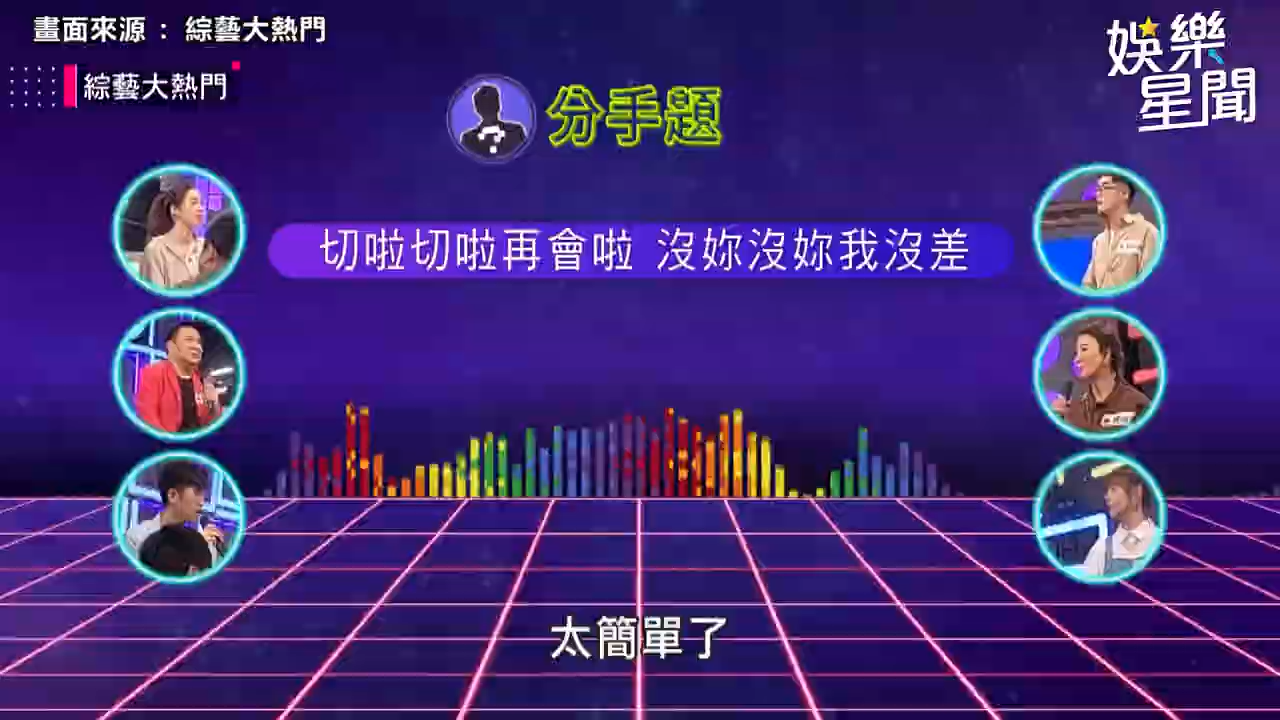 畫面來源 : 綜藝大熱門
綜藝大熱門
娛樂
星聞
分手題
切啦切啦再會啦 沒妳沒妳我沒差
太簡單了